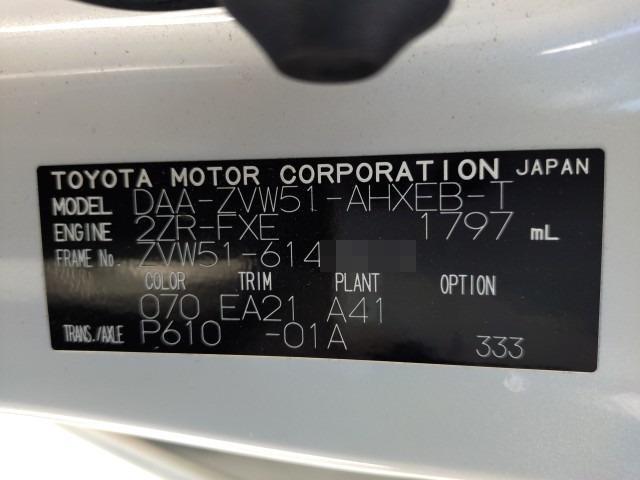 TOYOTA MOTOR CORPORATION JAPAN
MODEL DAA-ZVW51-AHXEB-T
ENGINE 2ZR-FXE 1797 mL
FRAME No. ZVW51-614
COLOR TRIM PLANT OPTION
070 EA21 A41
TRANS./AXLE P610 -01A 333